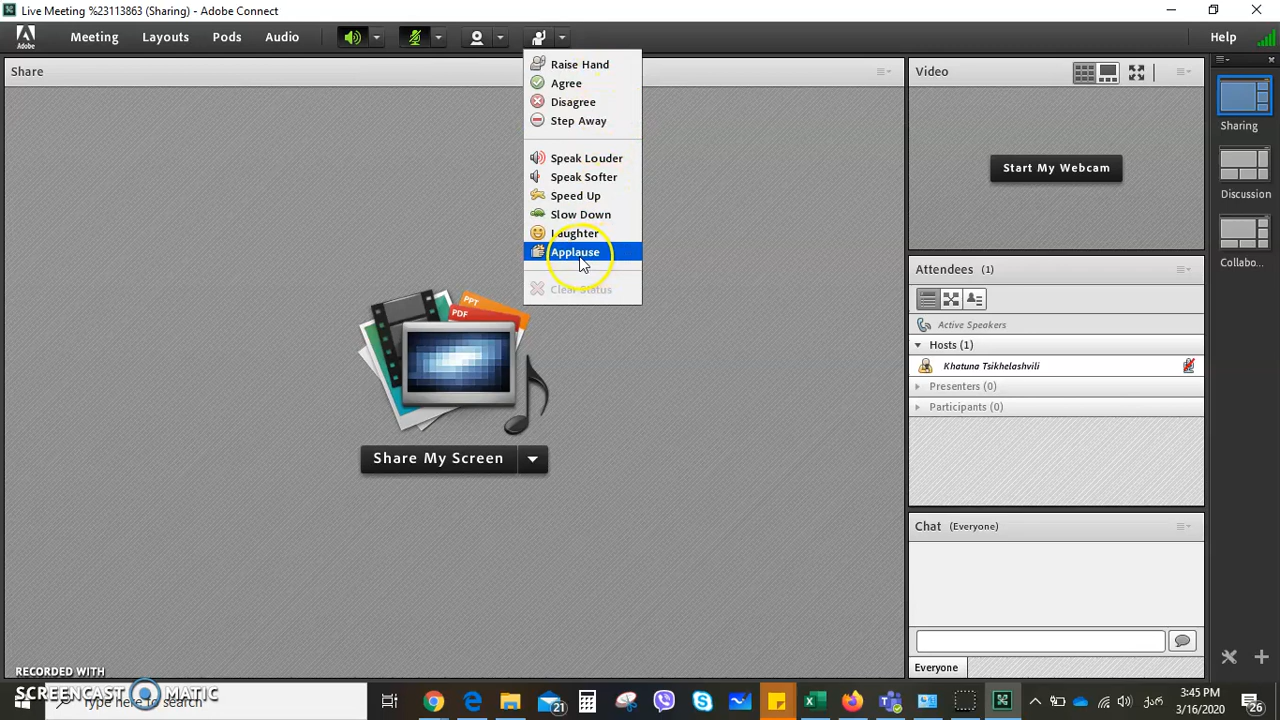 Live Meeting %23113863 (Sharing) - Adobe Connect
Adobe
Meeting
Layouts
Pods
Audio
Help
Share
Raise Hand
Agree
Disagree
Step Away
Speak Louder
Speak Softer
Speed Up
Slow Down
Laughter
Applause
Clear Status
PPT
PDF
Share My Screen
Video
Start My Webcam
Attendees (1)
Active Speakers
Hosts (1)
Khatuna Tsikhelashvili
Presenters (0)
Participants (0)
Chat (Everyone)
Everyone
Sharing
Discussion
Collabo...
RECORDED WITH
SCREENCAST MATIC
Type here to search
21
3:45 PM
3/16/2020
26